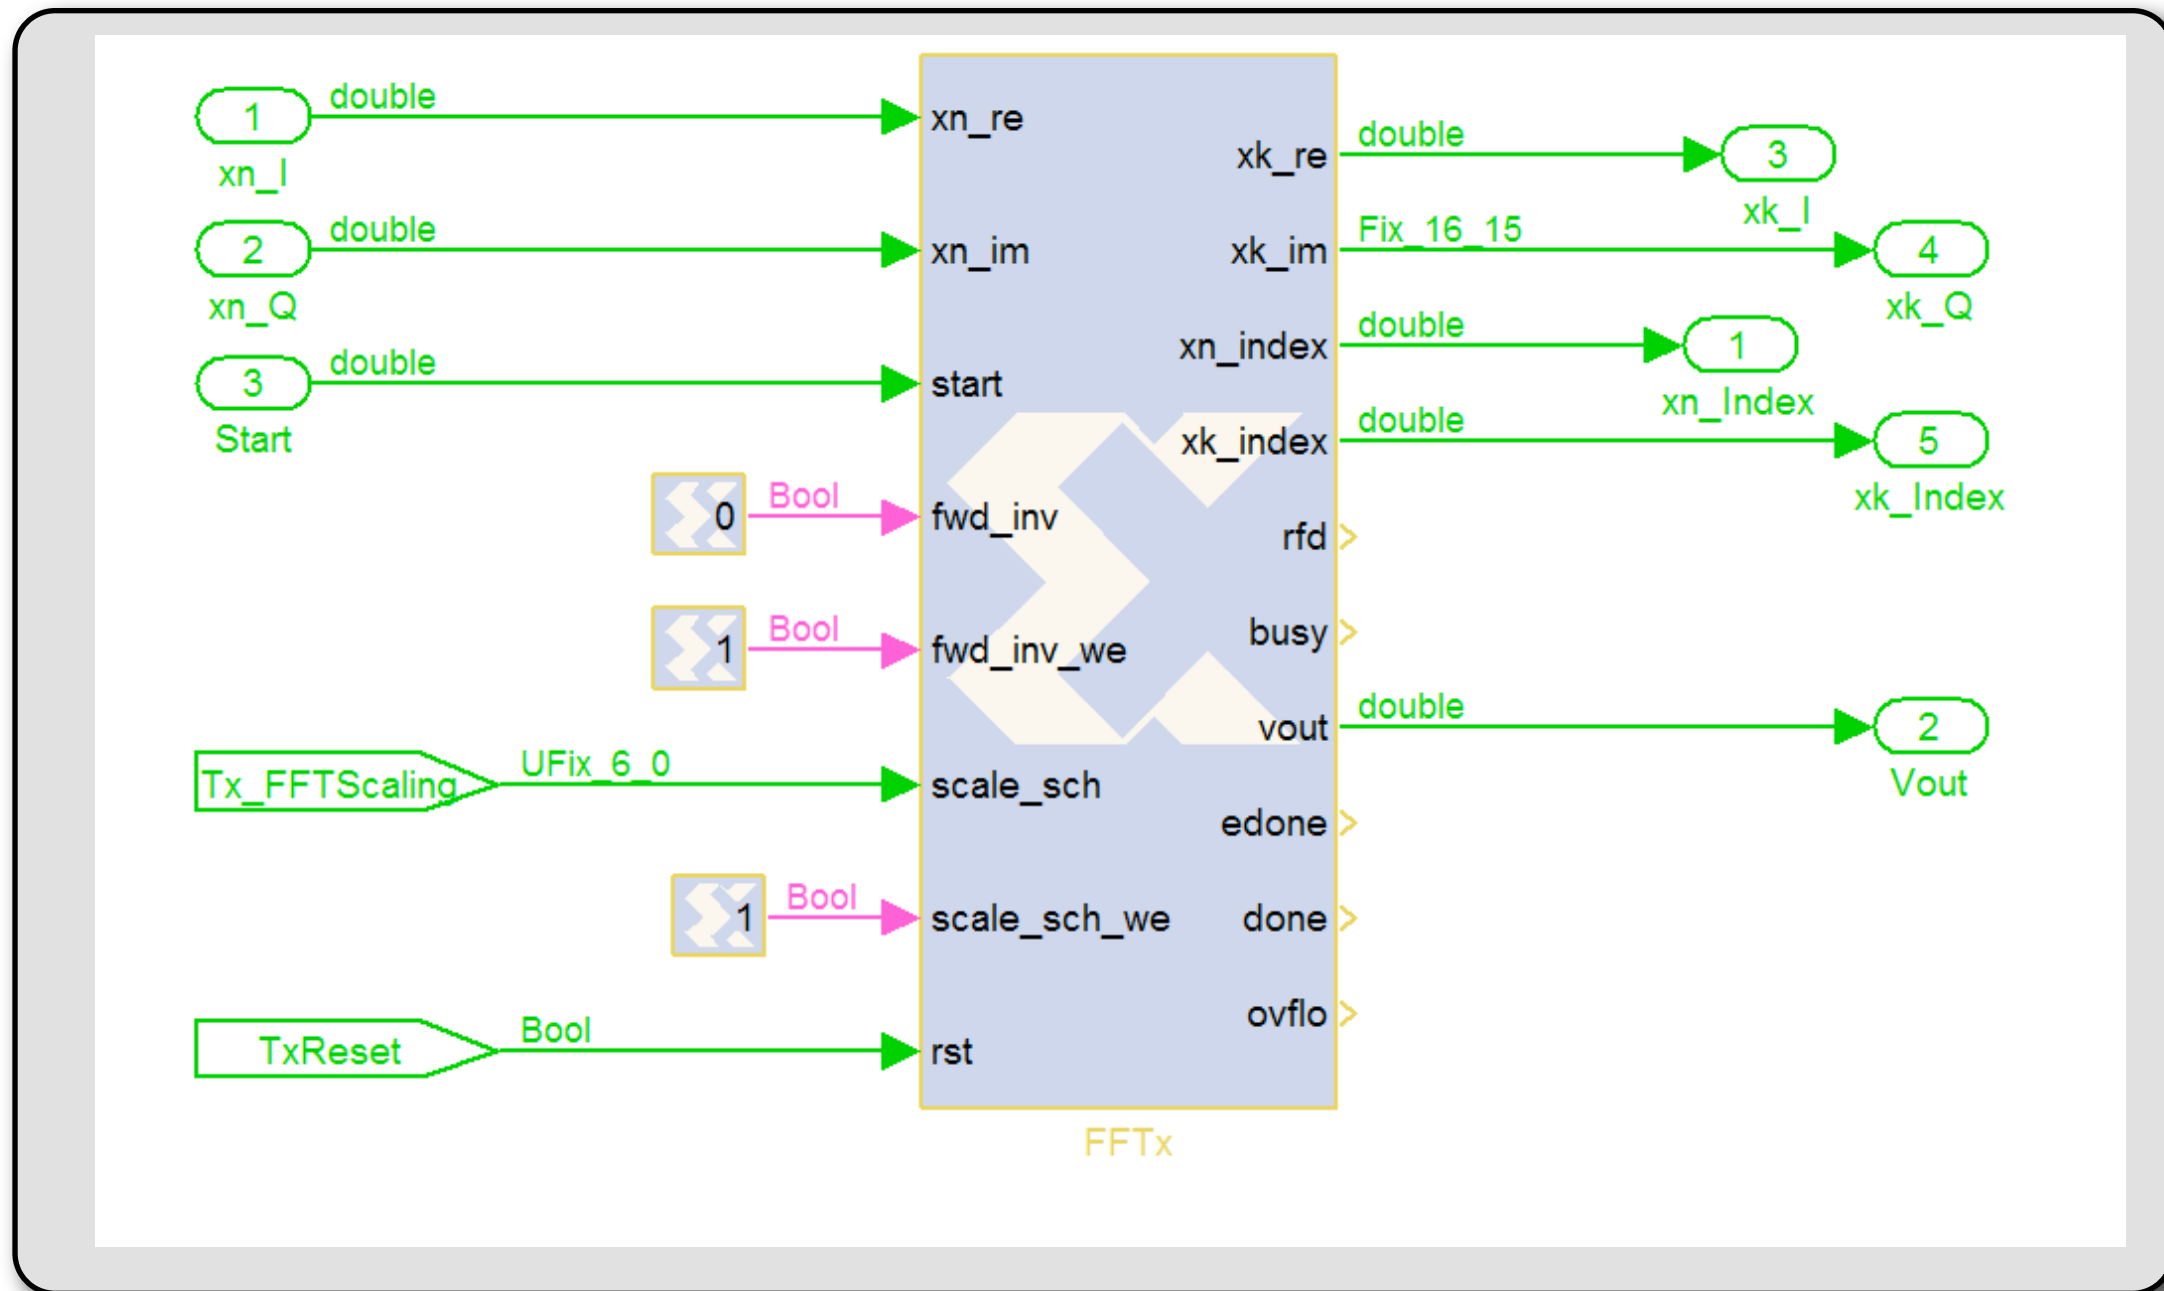 1
double
xn_I
2
double
xn_Q
3
double
Start
0
Bool
1
Bool
Tx_FFTScaling
UFix_6_0
1
Bool
TxReset
Bool
xn_re
xn_im
start
fwd_inv
fwd_inv_we
scale_sch
scale_sch_we
rst
xk_re
xk_im
xn_index
xk_index
rfd
busy
vout
edone
done
ovflo
FFTx
double
3
xk_I
Fix_16_15
4
xk_Q
double
1
xn_Index
double
5
xk_Index
double
2
Vout